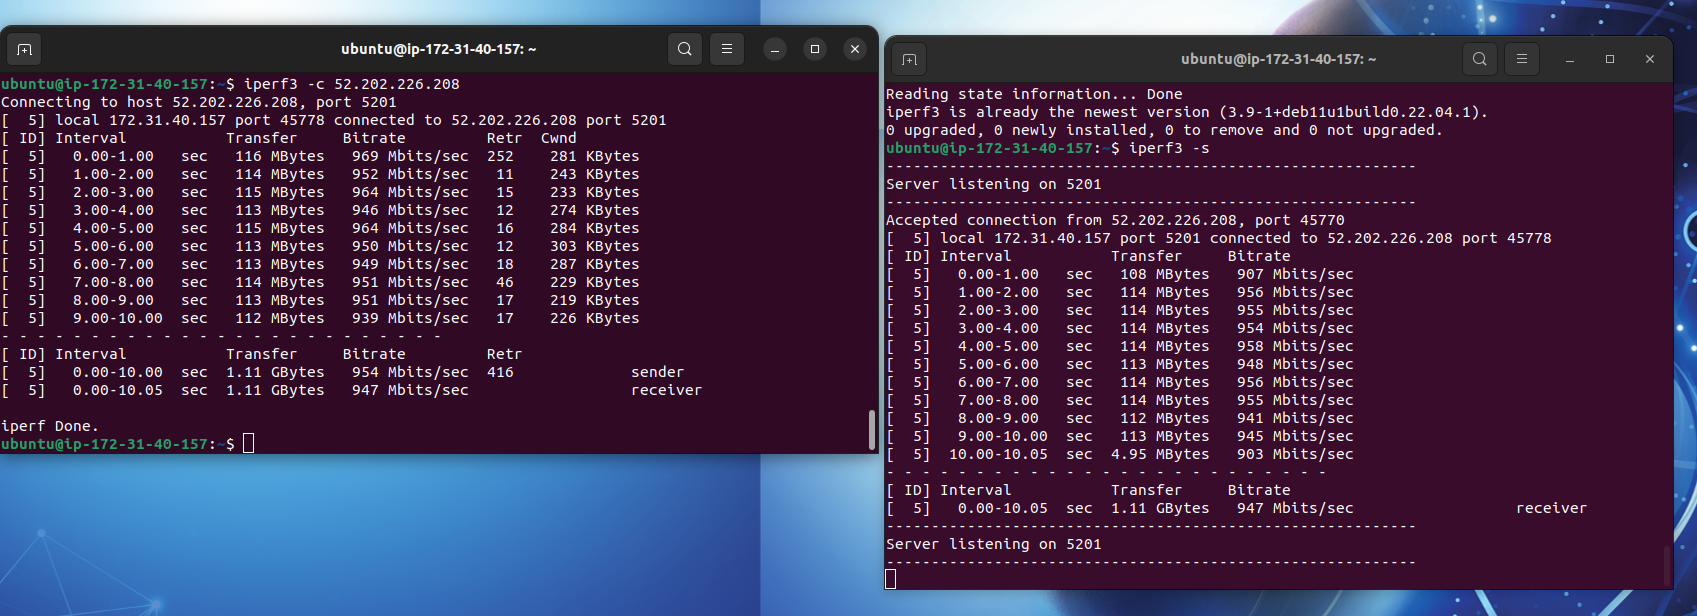 ubuntu@ip-172-31-40-157: ~
ubuntu@ip-172-31-40-157:~$ iperf3 -c 52.202.226.208
Connecting to host 52.202.226.208, port 5201
[  5] local 172.31.40.157 port 45778 connected to 52.202.226.208 port 5201
[ ID] Interval           Transfer     Bitrate         Retr  Cwnd
[  5]   0.00-1.00   sec   116 MBytes   969 Mbits/sec  252    281 KBytes
[  5]   1.00-2.00   sec   114 MBytes   952 Mbits/sec   11    243 KBytes
[  5]   2.00-3.00   sec   115 MBytes   964 Mbits/sec   15    233 KBytes
[  5]   3.00-4.00   sec   113 MBytes   946 Mbits/sec   12    274 KBytes
[  5]   4.00-5.00   sec   115 MBytes   964 Mbits/sec   16    284 KBytes
[  5]   5.00-6.00   sec   113 MBytes   950 Mbits/sec   12    303 KBytes
[  5]   6.00-7.00   sec   113 MBytes   949 Mbits/sec   18    287 KBytes
[  5]   7.00-8.00   sec   114 MBytes   951 Mbits/sec   46    229 KBytes
[  5]   8.00-9.00   sec   113 MBytes   951 Mbits/sec   17    219 KBytes
[  5]   9.00-10.00  sec   112 MBytes   939 Mbits/sec   17    226 KBytes
- - - - - - - - - - - - - - - - - - - - - - - - -
[ ID] Interval           Transfer     Bitrate         Retr
[  5]   0.00-10.00  sec  1.11 GBytes   954 Mbits/sec  416             sender
[  5]   0.00-10.05  sec  1.11 GBytes   947 Mbits/sec                  receiver
iperf Done.
ubuntu@ip-172-31-40-157:~$
ubuntu@ip-172-31-40-157: ~
Reading state information... Done
iperf3 is already the newest version (3.9-1+deb11u1build0.22.04.1).
0 upgraded, 0 newly installed, 0 to remove and 0 not upgraded.
ubuntu@ip-172-31-40-157:~$ iperf3 -s
-----------------------------------------------------------
Server listening on 5201
-----------------------------------------------------------
Accepted connection from 52.202.226.208, port 45770
[  5] local 172.31.40.157 port 5201 connected to 52.202.226.208 port 45778
[ ID] Interval           Transfer     Bitrate
[  5]   0.00-1.00   sec   108 MBytes   907 Mbits/sec
[  5]   1.00-2.00   sec   114 MBytes   956 Mbits/sec
[  5]   2.00-3.00   sec   114 MBytes   955 Mbits/sec
[  5]   3.00-4.00   sec   114 MBytes   954 Mbits/sec
[  5]   4.00-5.00   sec   114 MBytes   958 Mbits/sec
[  5]   5.00-6.00   sec   113 MBytes   948 Mbits/sec
[  5]   6.00-7.00   sec   114 MBytes   956 Mbits/sec
[  5]   7.00-8.00   sec   114 MBytes   955 Mbits/sec
[  5]   8.00-9.00   sec   112 MBytes   941 Mbits/sec
[  5]   9.00-10.00  sec   113 MBytes   945 Mbits/sec
[  5]  10.00-10.05  sec  4.95 MBytes   903 Mbits/sec
- - - - - - - - - - - - - - - - - - - - - - - - -
[ ID] Interval           Transfer     Bitrate
[  5]   0.00-10.05  sec  1.11 GBytes   947 Mbits/sec                  receiver
-----------------------------------------------------------
Server listening on 5201
-----------------------------------------------------------